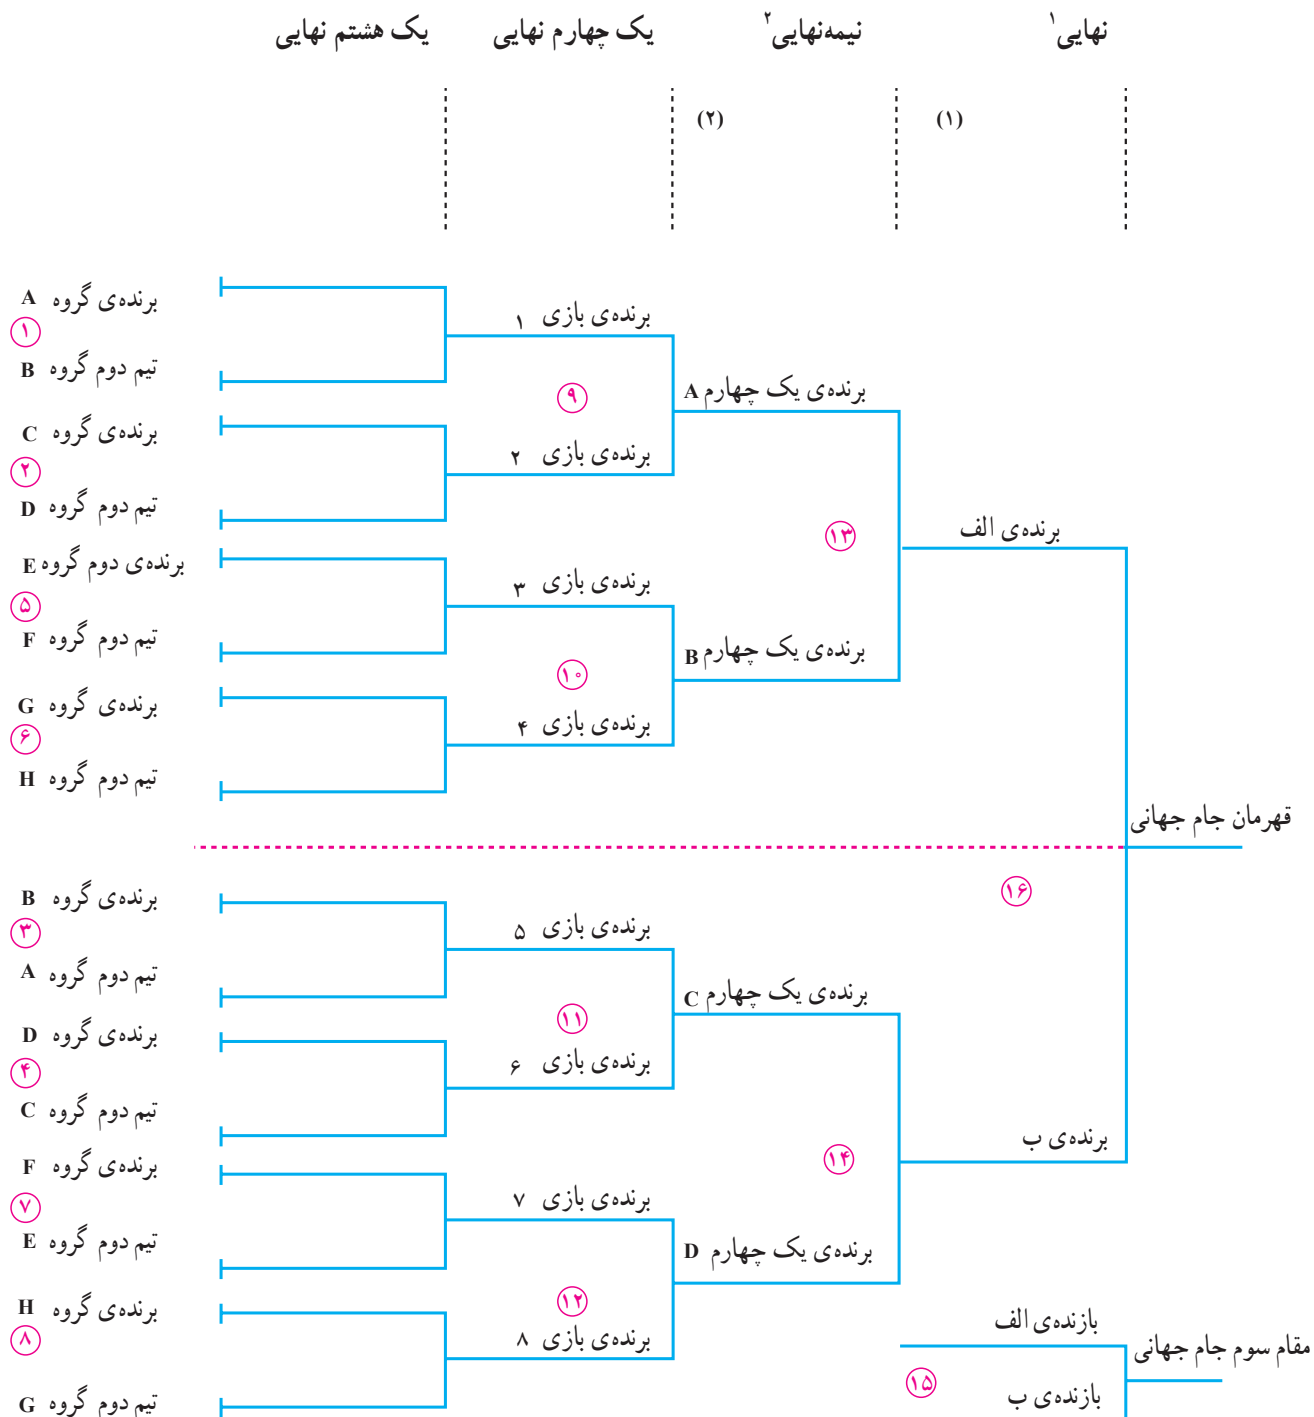 نهایی۱
نیمه‌نهایی۲
یک چهارم نهایی
یک هشتم نهایی
(۱)
(۲)
برنده‌ی گروه A
۱
تیم دوم گروه B
برنده‌ی گروه C
۲
تیم دوم گروه D
برنده‌ی دوم گروه E
۵
تیم دوم گروه F
برنده‌ی گروه G
۶
تیم دوم گروه H
برنده‌ی گروه B
۳
تیم دوم گروه A
برنده‌ی گروه D
۴
تیم دوم گروه C
برنده‌ی گروه F
۷
تیم دوم گروه E
برنده‌ی گروه H
۸
تیم دوم گروه G
برنده‌ی بازی ۱
۹
برنده‌ی بازی ۲
برنده‌ی بازی ۳
۱۰
برنده‌ی بازی ۴
برنده‌ی بازی ۵
۱۱
برنده‌ی بازی ۶
برنده‌ی بازی ۷
۱۲
برنده‌ی بازی ۸
برنده‌ی یک چهارم A
۱۳
برنده‌ی یک چهارم B
برنده‌ی یک چهارم C
۱۴
برنده‌ی یک چهارم D
برنده‌ی الف
۱۶
برنده‌ی ب
قهرمان جام جهانی
بازنده‌ی الف
۱۵
بازنده‌ی ب
مقام سوم جام جهانی